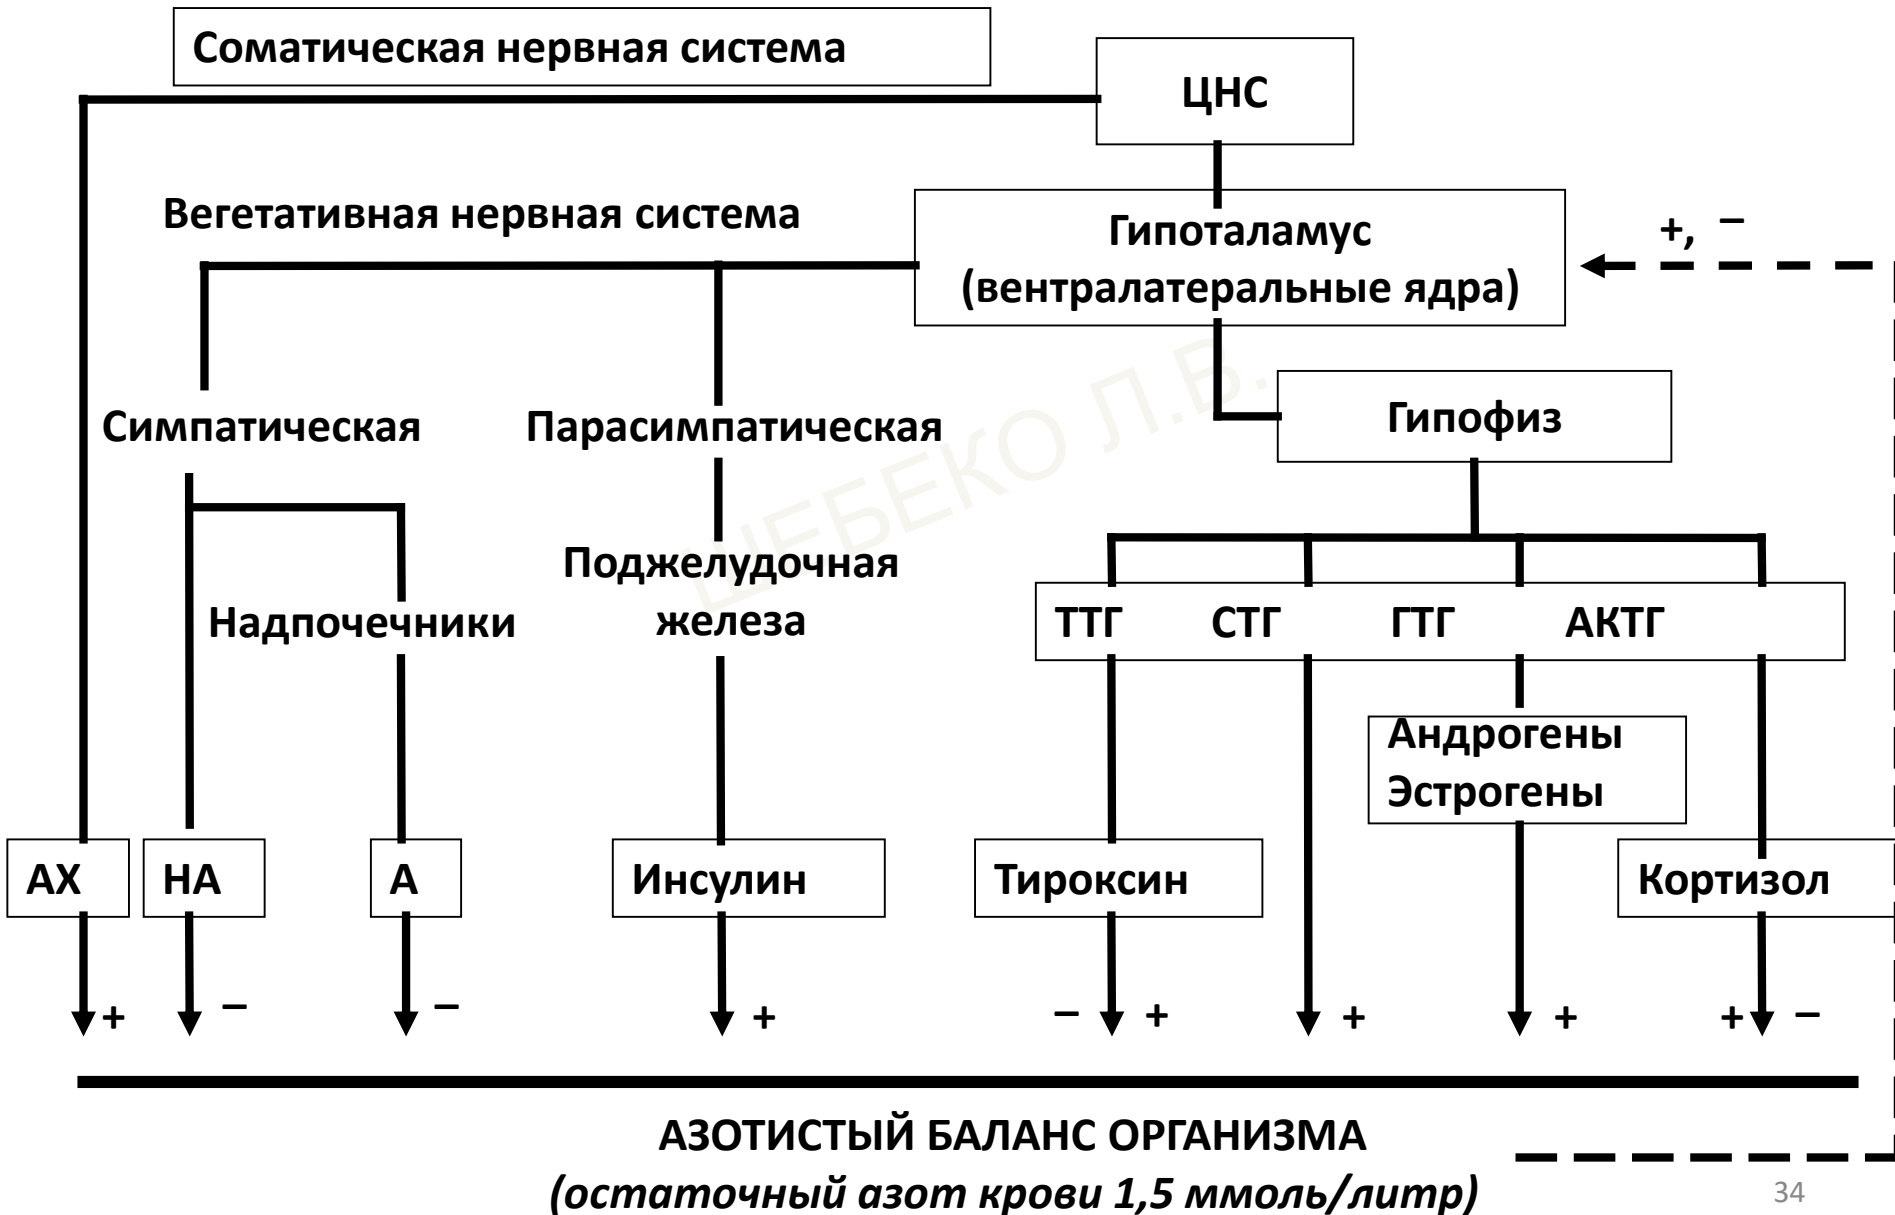 Соматическая нервная система
ЦНС
Вегетативная нервная система
Гипоталамус
(вентралатеральные ядра)
+, –
Симпатическая
Парасимпатическая
Гипофиз
ШЕБЕКО Л.В.
Надпочечники
Поджелудочная
железа
ТТГ СТГ ГТГ АКТГ
Андрогены
Эстрогены
АХ
НА
А
Инсулин
Тироксин
Кортизол
+ – – + – + + + + –
АЗОТИСТЫЙ БАЛАНС ОРГАНИЗМА
(остаточный азот крови 1,5 ммоль/литр)
34